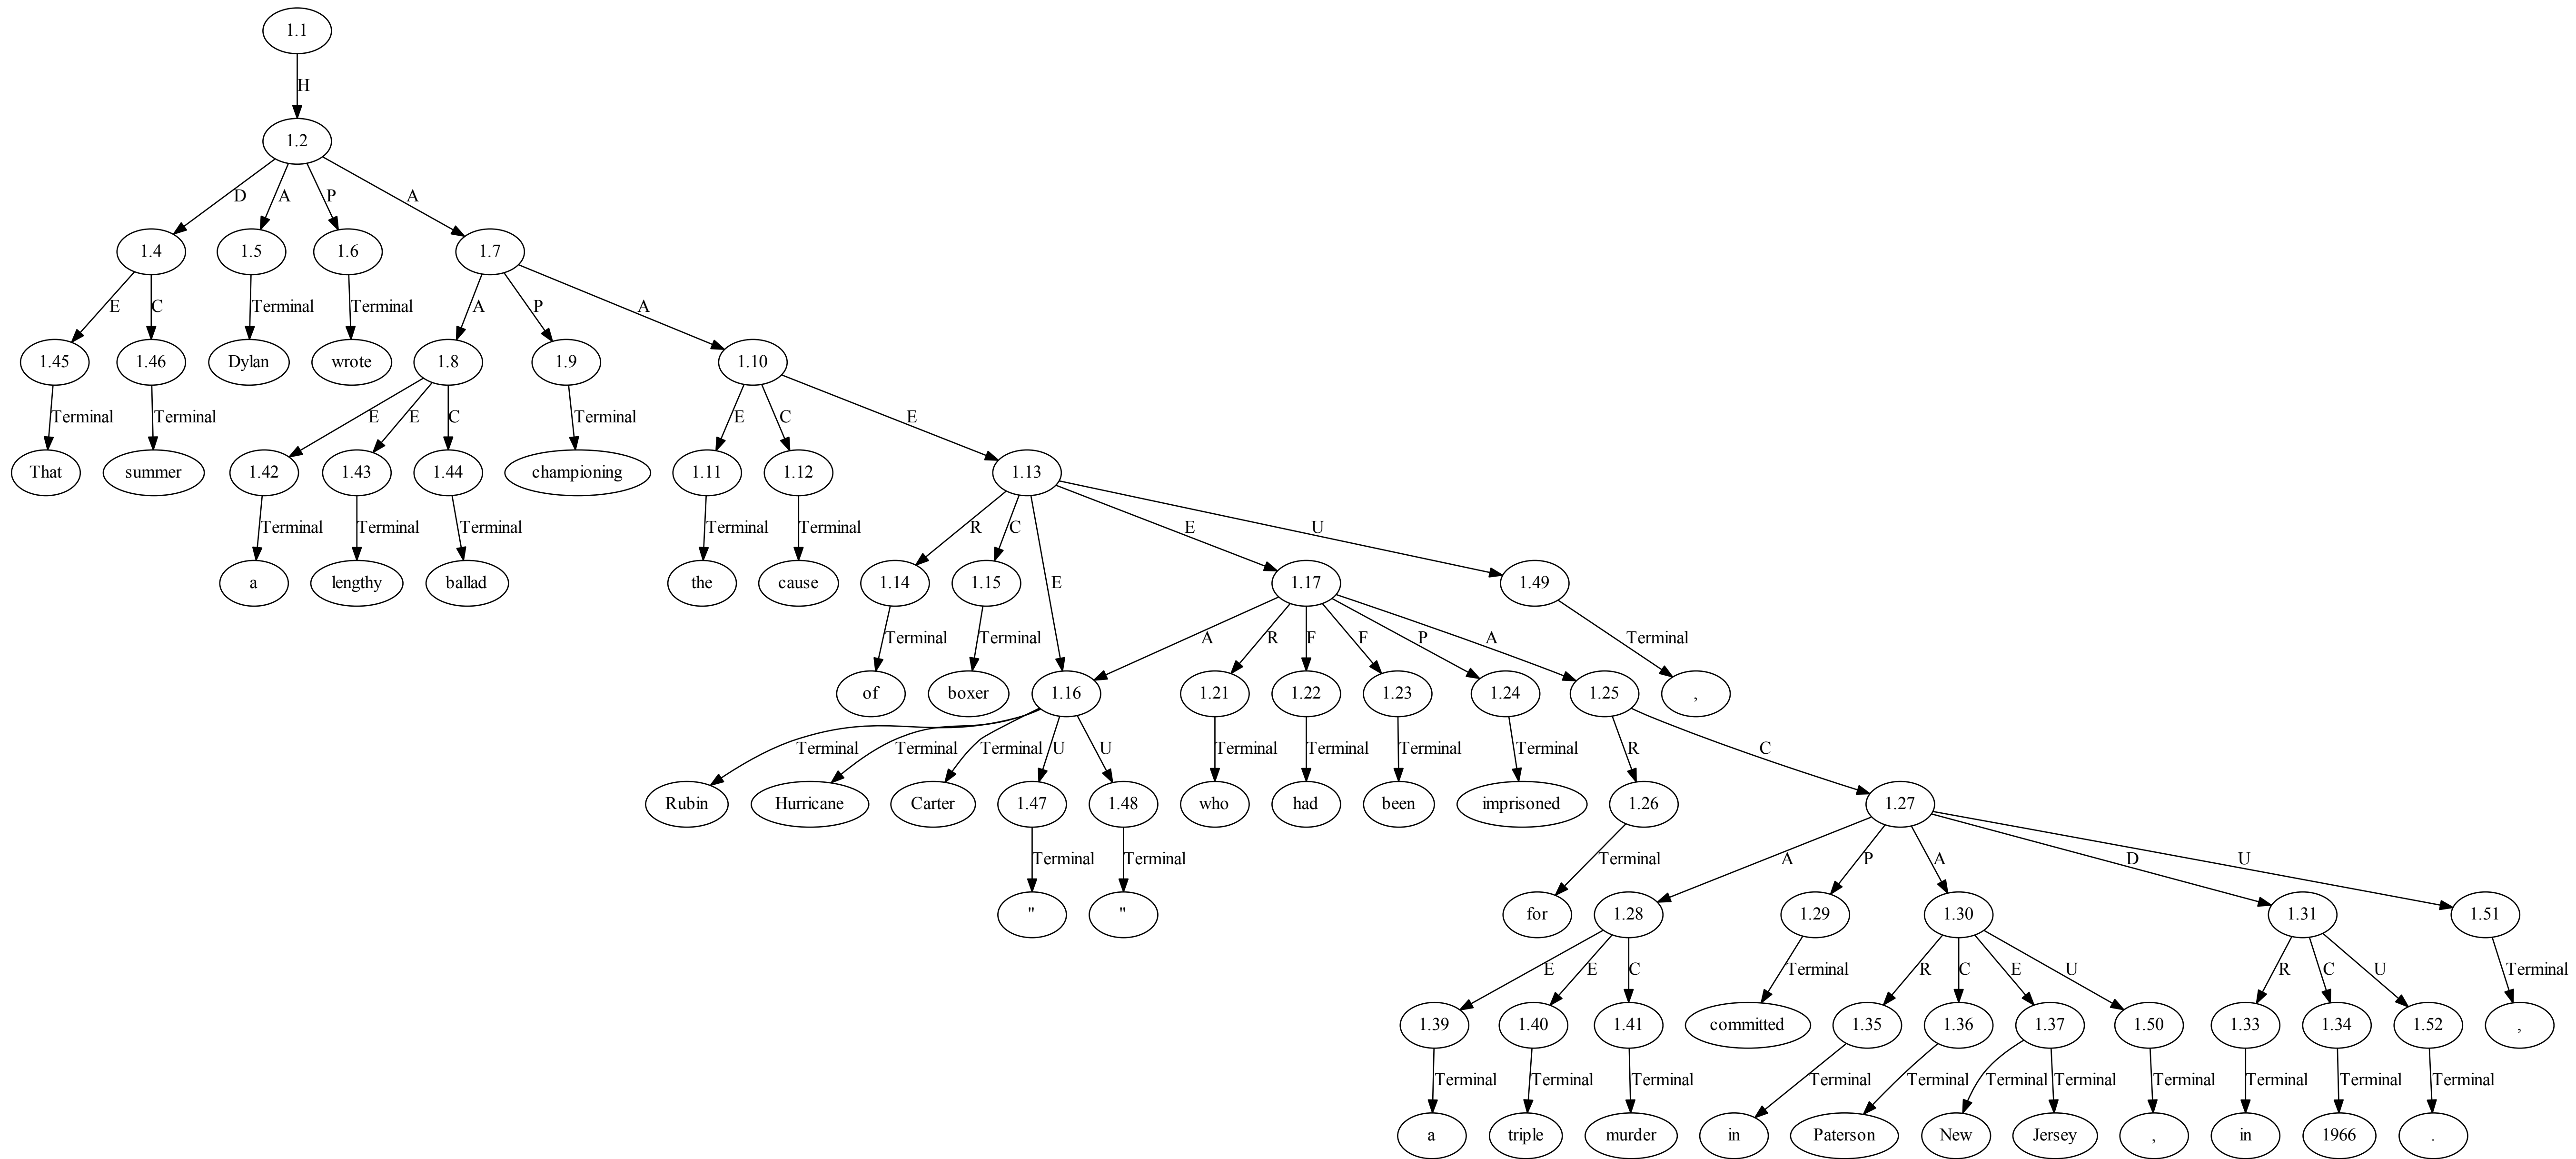 1.1
H
1.2
D A P A
1.4 1.5 1.6 1.7
E C Terminal Terminal A P A
1.45 1.46 Dylan wrote 1.8 1.9 1.10
Terminal Terminal E E C Terminal E C E
That summer 1.42 1.43 1.44 championing 1.11 1.12 1.13
Terminal Terminal Terminal Terminal Terminal R C E E U
a lengthy ballad the cause 1.14 1.15 1.17 1.49
Terminal Terminal A R F F P A Terminal
of boxer 1.16 1.21 1.22 1.23 1.24 1.25 ,
Terminal Terminal Terminal U U Terminal Terminal Terminal Terminal R C
Rubin Hurricane Carter 1.47 1.48 who had been imprisoned 1.26 1.27
Terminal Terminal Terminal A P A D U
" " for 1.28 1.29 1.30 1.31 1.51
E E C Terminal R C E U R C U Terminal
1.39 1.40 1.41 committed 1.35 1.36 1.37 1.50 1.33 1.34 1.52 ,
Terminal Terminal Terminal Terminal Terminal Terminal Terminal Terminal Terminal Terminal Terminal
a triple murder in Paterson New Jersey , in 1966 .